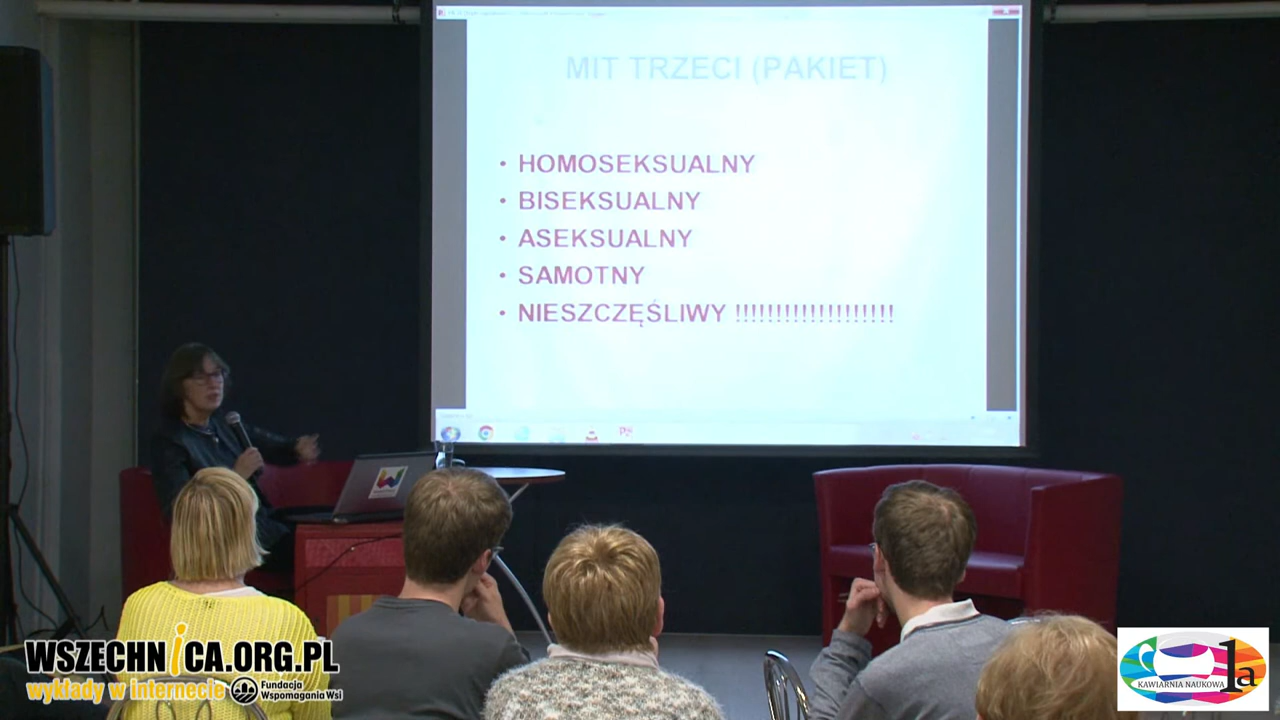 MIT TRZECI (PAKIET)
• HOMOSEKSUALNY
• BISEKSUALNY
• ASEKSUALNY
• SAMOTNY
• NIESZCZĘŚLIWY !!!!!!!!!!!!!!!!!!!
WSZECHNiCA.ORG.PL
wykłady w internecie
Fundacja
Wspomagania Wsi
KAWIARNIA NAUKOWA
1a